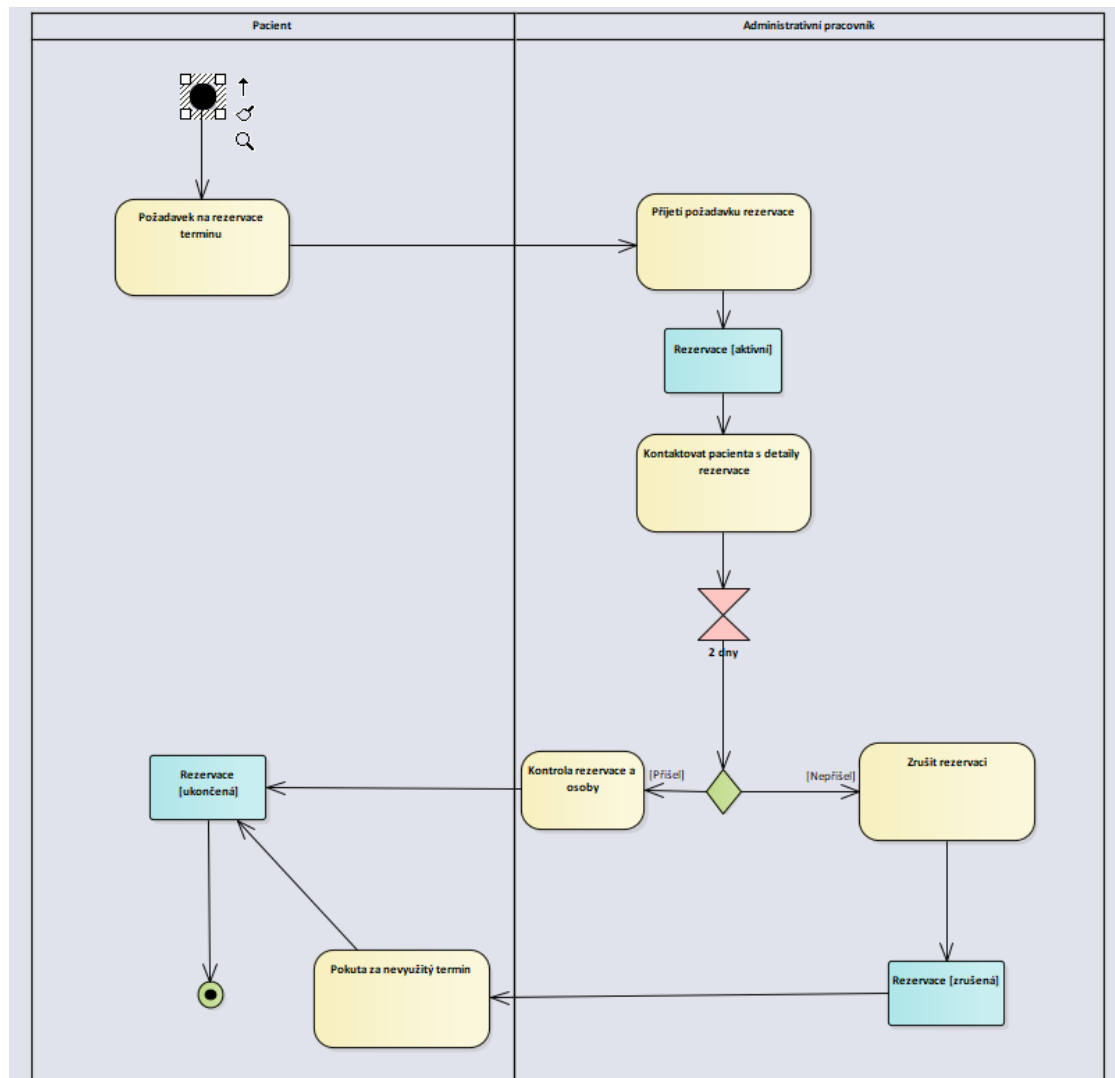 Pacient
Administrativní pracovník
Požadavek na rezervace
termínu
Přijetí požadavku rezervace
Rezervace [aktivní]
Kontaktovat pacienta s detaily
rezervace
2 dny
Rezervace
[ukončená]
Kontrola rezervace a
osoby
[Přišel]
[Nepřišel]
Zrušit rezervaci
Pokuta za nevyužitý termín
Rezervace [zrušená]